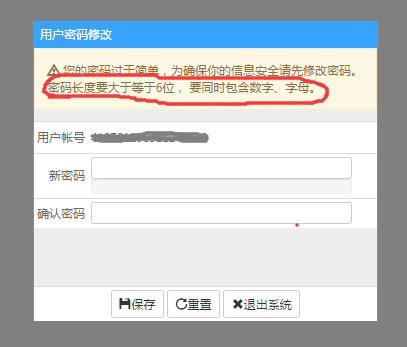 用户密码修改
您的密码过于简单，为确保你的信息安全请先修改密码。
密码长度要大于等于6位，要同时包含数字、字母。
用户帐号
新密码
确认密码
保存 重置 退出系统